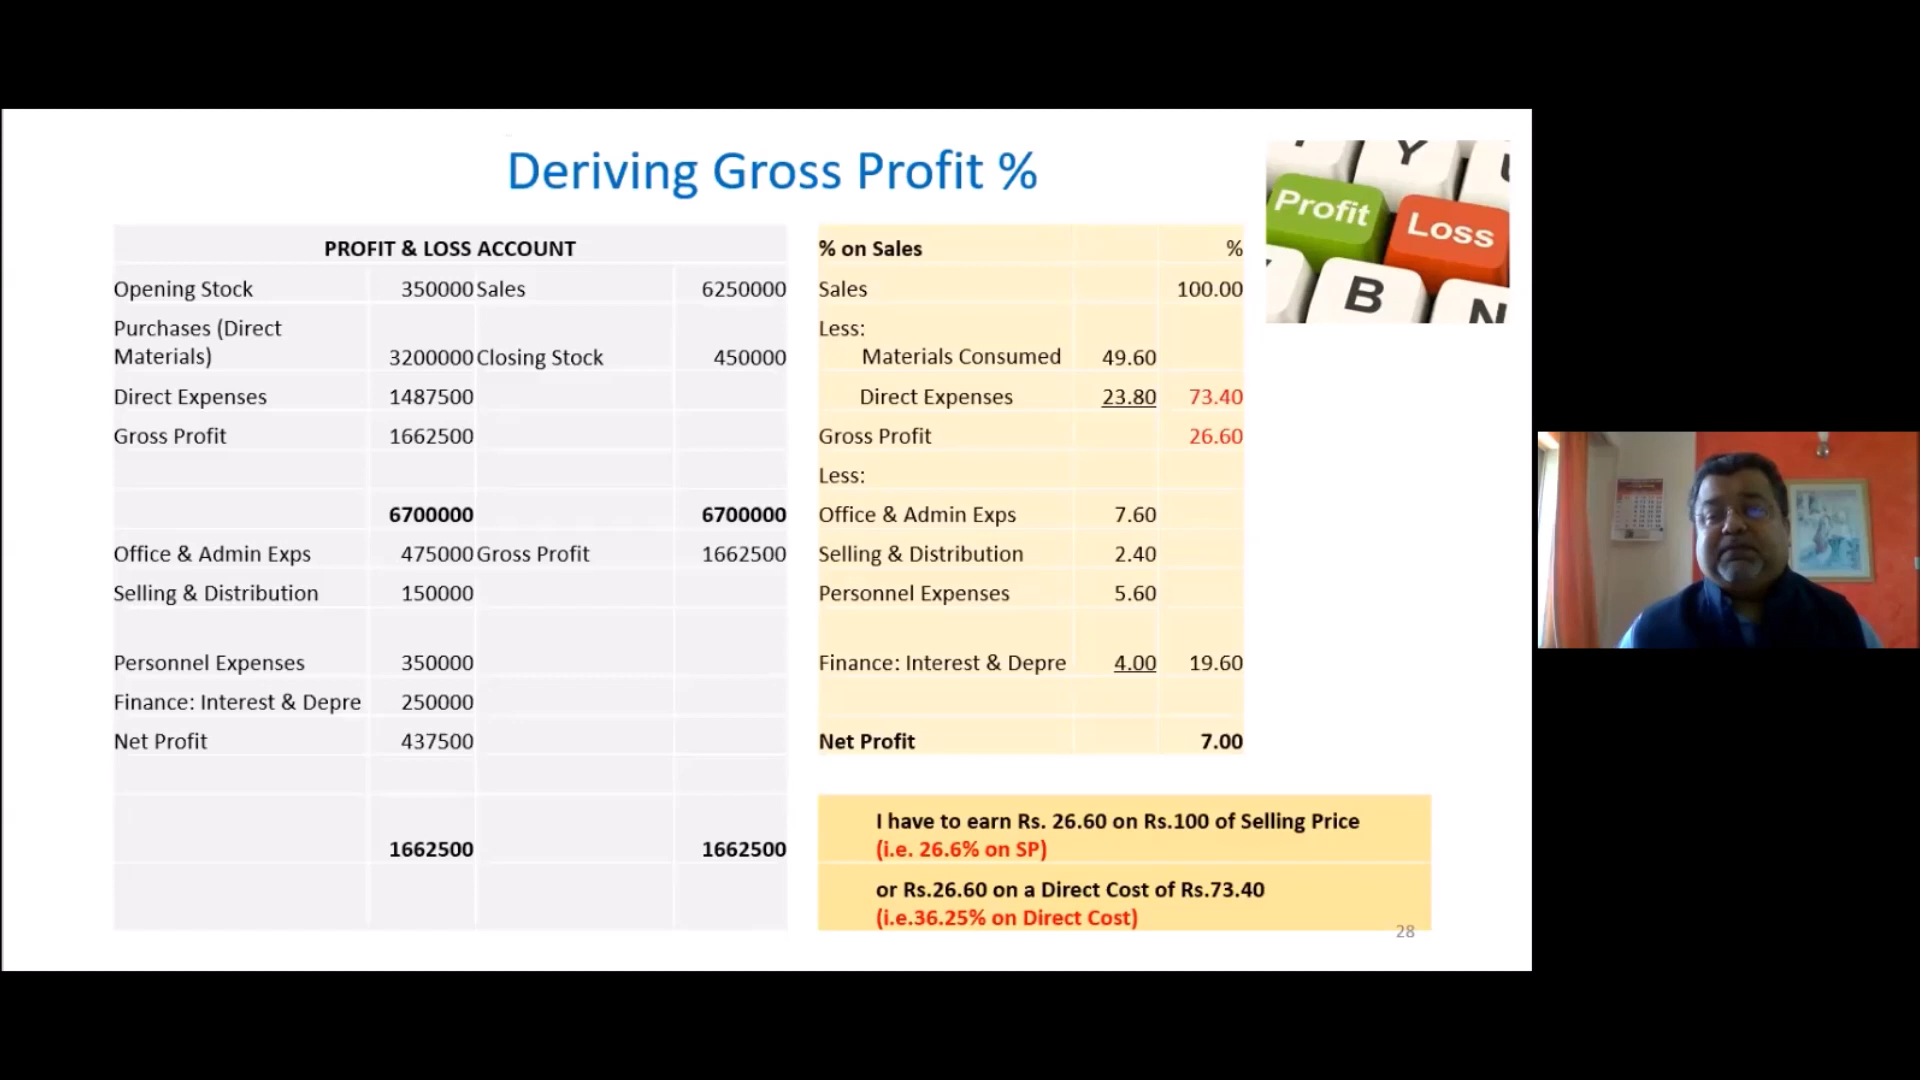 Deriving Gross Profit %
PROFIT & LOSS ACCOUNT
Opening Stock 350000 Sales 6250000
Purchases (Direct
Materials) 3200000 Closing Stock 450000
Direct Expenses 1487500
Gross Profit 1662500
6700000 6700000
Office & Admin Exps 475000 Gross Profit 1662500
Selling & Distribution 150000
Personnel Expenses 350000
Finance: Interest & Depre 250000
Net Profit 437500
1662500 1662500
% on Sales %
Sales 100.00
Less:
Materials Consumed 49.60
Direct Expenses 23.80 73.40
Gross Profit 26.60
Less:
Office & Admin Exps 7.60
Selling & Distribution 2.40
Personnel Expenses 5.60
Finance: Interest & Depre 4.00 19.60
Net Profit 7.00
I have to earn Rs. 26.60 on Rs.100 of Selling Price
(i.e. 26.6% on SP)
or Rs.26.60 on a Direct Cost of Rs.73.40
(i.e.36.25% on Direct Cost)
28
Y
Profit
Loss
B
N